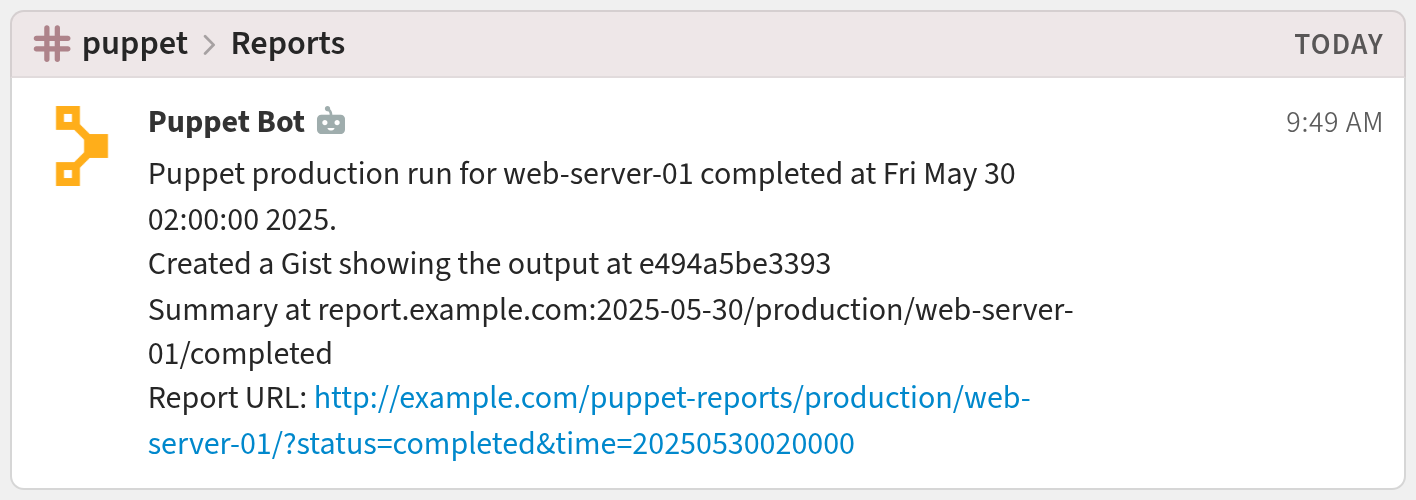 puppet > Reports TODAY
Puppet Bot 9:49 AM
Puppet production run for web-server-01 completed at Fri May 30
02:00:00 2025.
Created a Gist showing the output at e494a5be3393
Summary at report.example.com:2025-05-30/production/web-server-
01/completed
Report URL: http://example.com/puppet-reports/production/web-
server-01/?status=completed&time=20250530020000